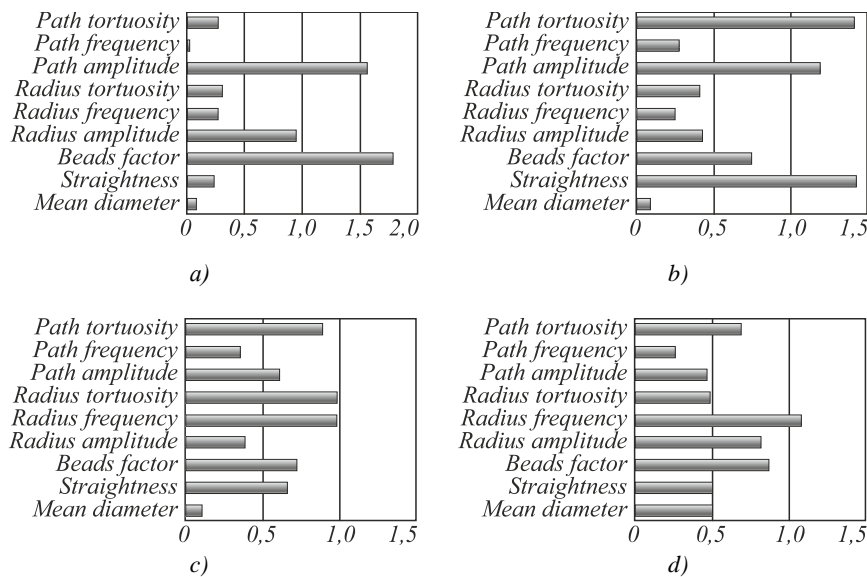 Path tortuosity
Path frequency
Path amplitude
Radius tortuosity
Radius frequency
Radius amplitude
Beads factor
Straightness
Mean diameter
0 0,5 1,0 1,5 2,0
a)
Path tortuosity
Path frequency
Path amplitude
Radius tortuosity
Radius frequency
Radius amplitude
Beads factor
Straightness
Mean diameter
0 0,5 1,0 1,5
b)
Path tortuosity
Path frequency
Path amplitude
Radius tortuosity
Radius frequency
Radius amplitude
Beads factor
Straightness
Mean diameter
0 0,5 1,0 1,5
c)
Path tortuosity
Path frequency
Path amplitude
Radius tortuosity
Radius frequency
Radius amplitude
Beads factor
Straightness
Mean diameter
0 0,5 1,0 1,5
d)